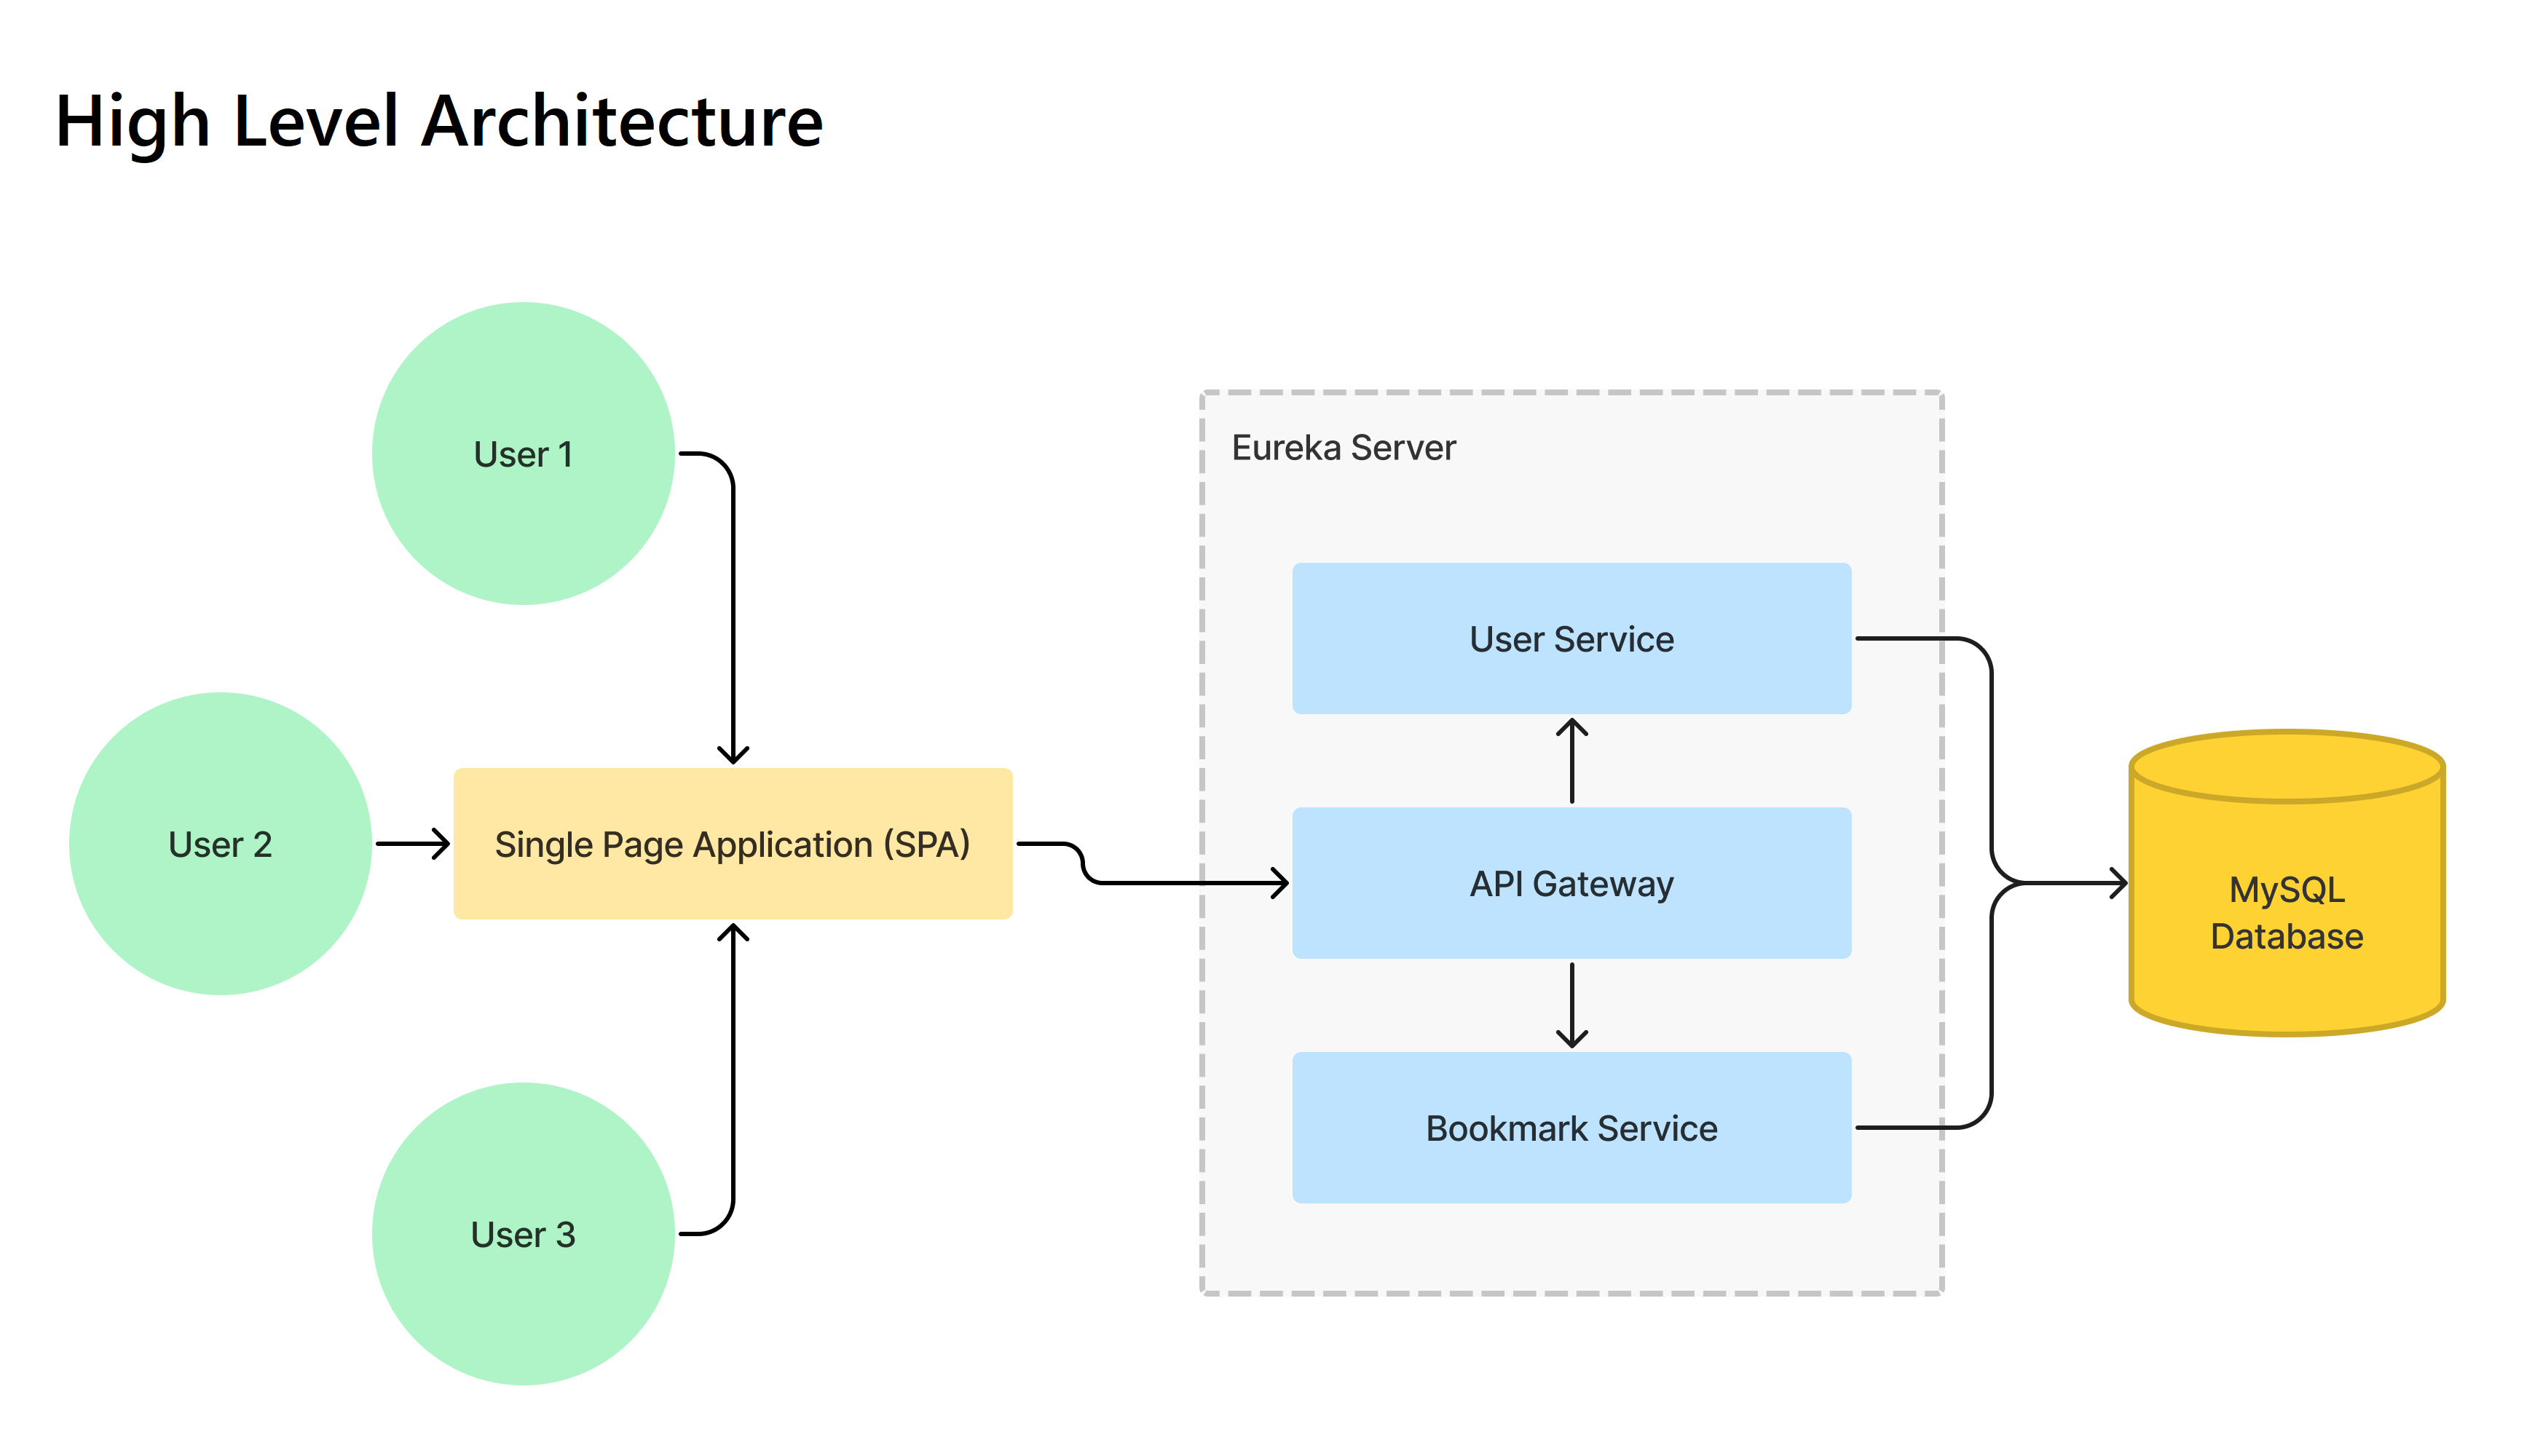 High Level Architecture
User 1
Eureka Server
User Service
User 2
Single Page Application (SPA)
API Gateway
MySQL
Database
Bookmark Service
User 3